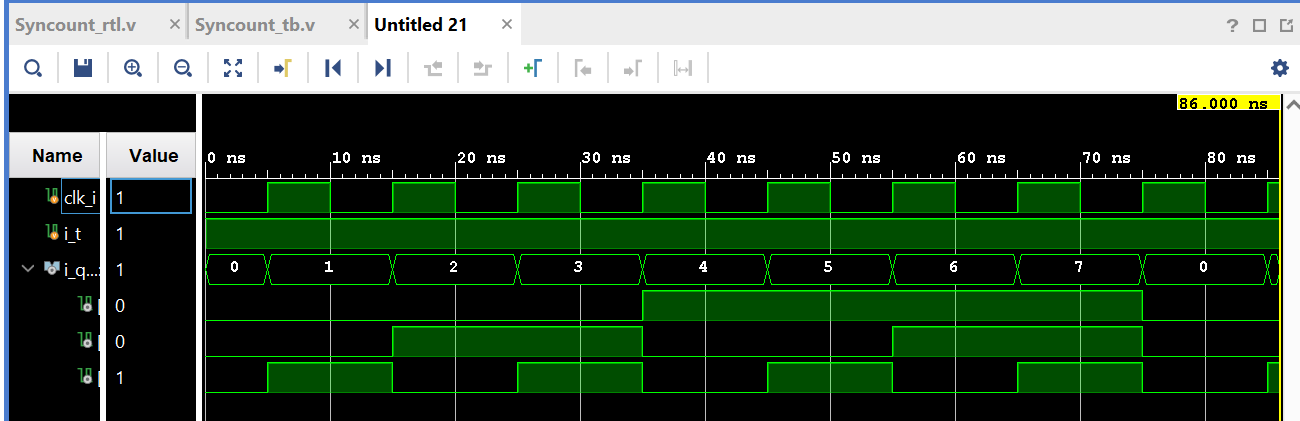 Syncount_rtl.v × Syncount_tb.v × Untitled 21 ×
?
86.000 ns
Name Value
0 ns 10 ns 20 ns 30 ns 40 ns 50 ns 60 ns 70 ns 80 ns
clk_i 1
i_t 1
i_q... 1 0 1 2 3 4 5 6 7 0
0
0
1